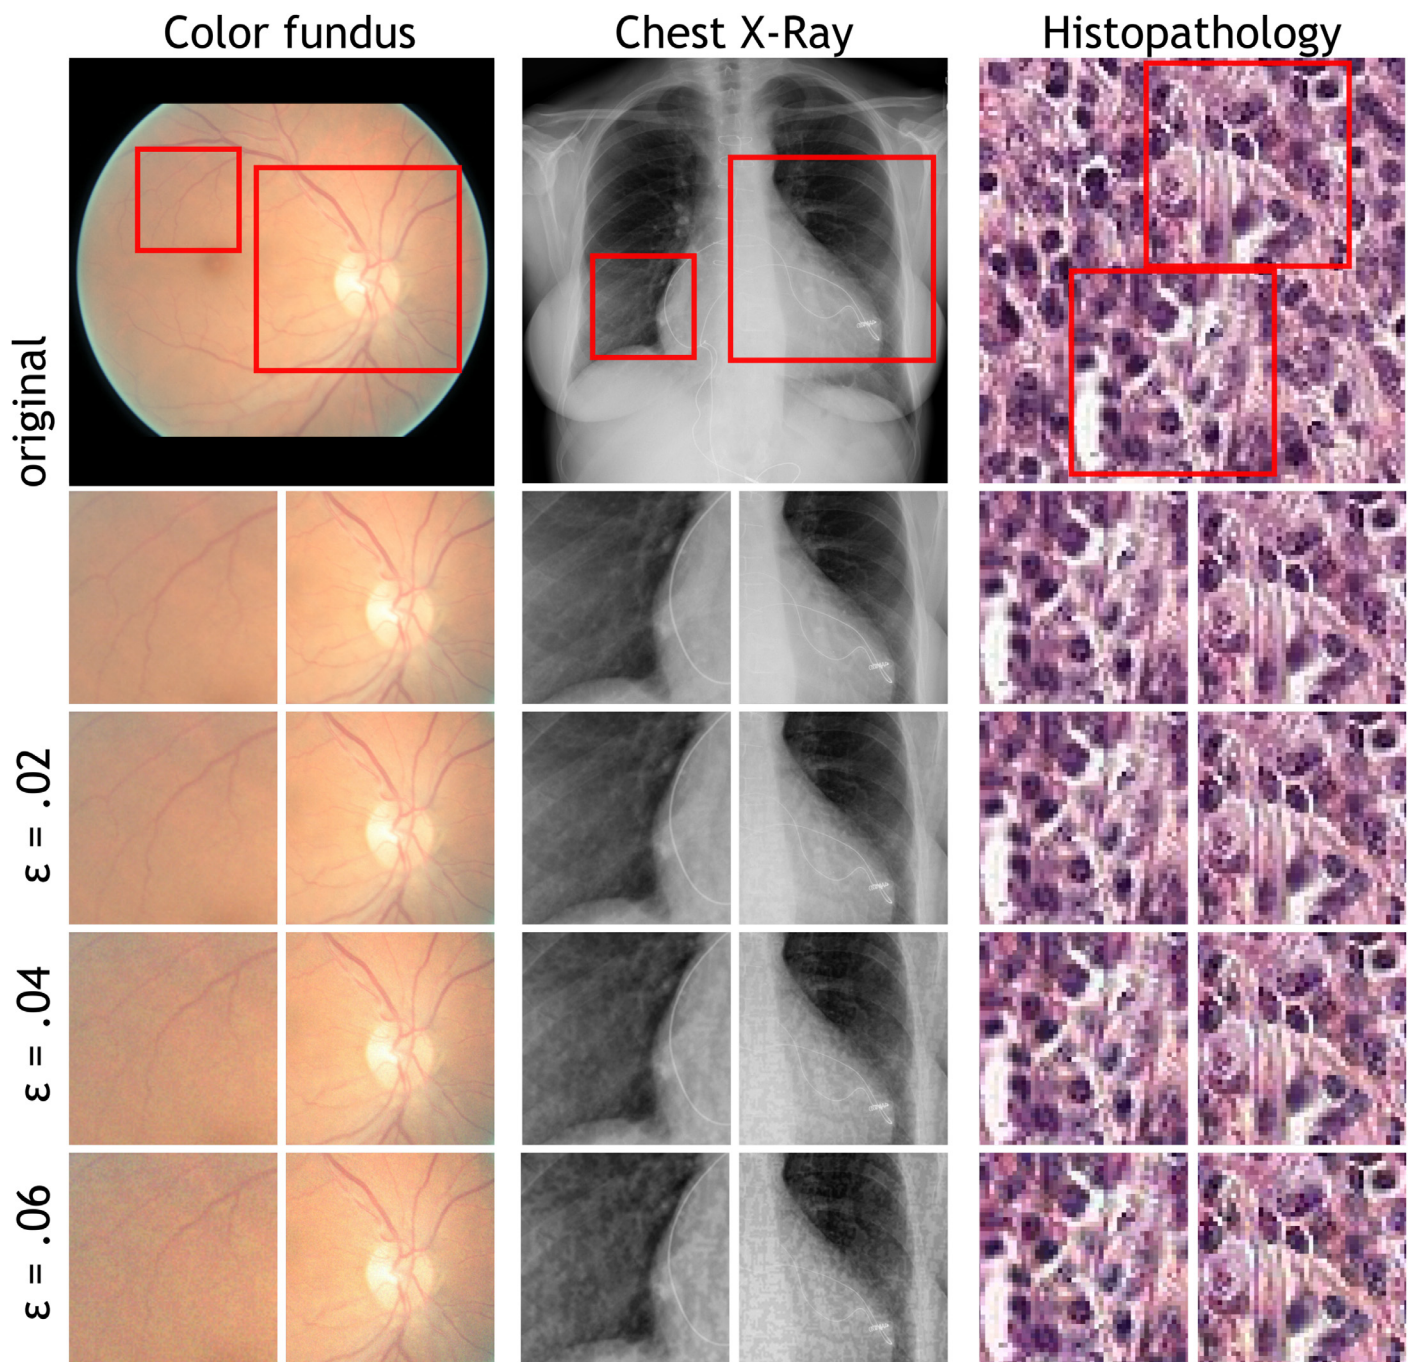 Color fundus
Chest X-Ray
Histopathology
original
ε = .02
ε = .04
ε = .06